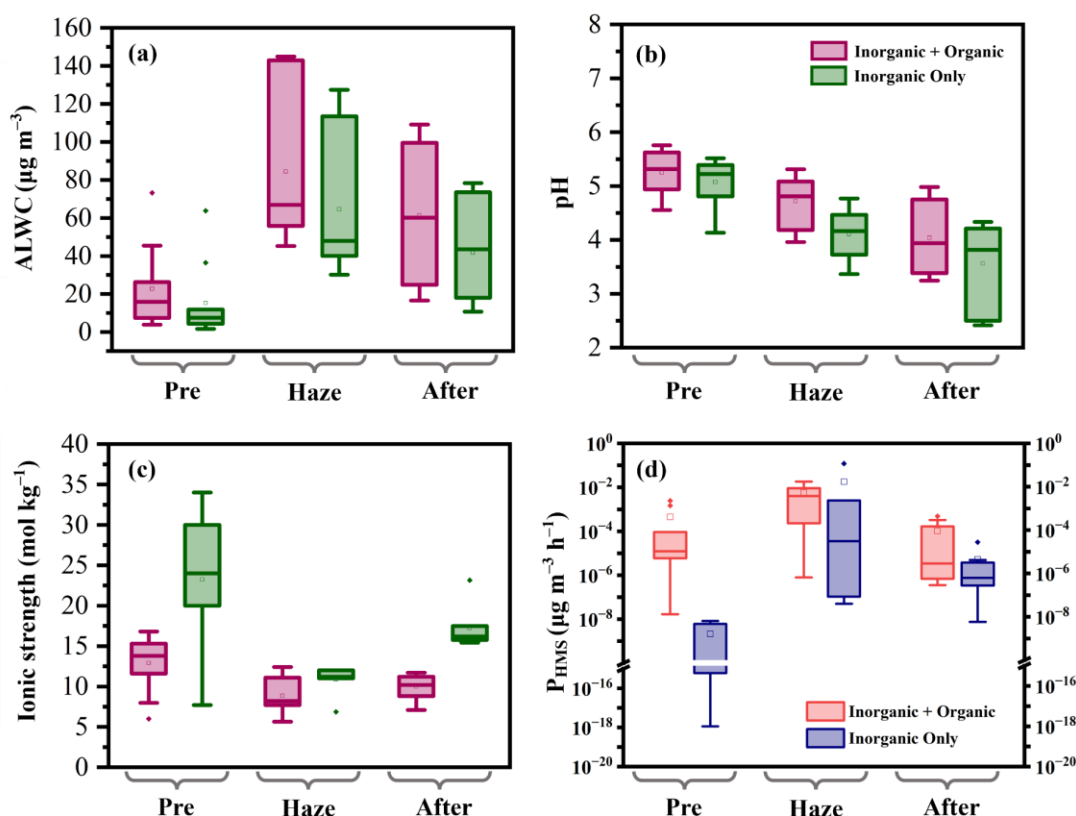 (a)
ALWC (µg m⁻³)
160
140
120
100
80
60
40
20
0
Pre
Haze
After
(b)
Inorganic + Organic
Inorganic Only
pH
8
7
6
5
4
3
2
Pre
Haze
After
(c)
Ionic strength (mol kg⁻¹)
40
35
30
25
20
15
10
5
0
Pre
Haze
After
(d)
P_HMS (µg m⁻³ h⁻¹)
10⁰
10⁻²
10⁻⁴
10⁻⁶
10⁻⁸
10⁻¹⁶
10⁻¹⁸
10⁻²⁰
10⁰
10⁻²
10⁻⁴
10⁻⁶
10⁻⁸
10⁻¹⁶
10⁻¹⁸
10⁻²⁰
Inorganic + Organic
Inorganic Only
Pre
Haze
After